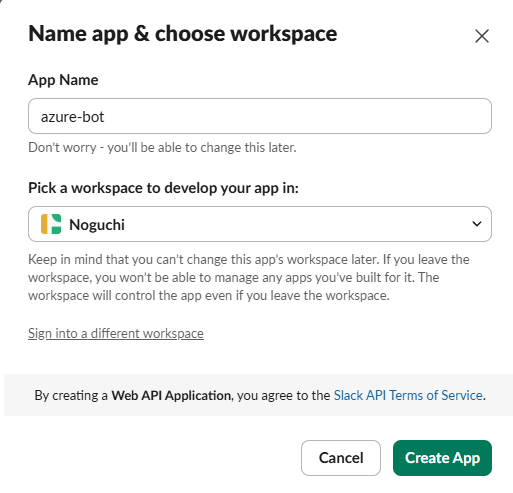 Name app & choose workspace
App Name
azure-bot
Don't worry - you'll be able to change this later.
Pick a workspace to develop your app in:
Noguchi
Keep in mind that you can't change this app's workspace later. If you leave the
workspace, you won't be able to manage any apps you've built for it. The
workspace will control the app even if you leave the workspace.
Sign into a different workspace
By creating a Web API Application, you agree to the Slack API Terms of Service.
Cancel
Create App